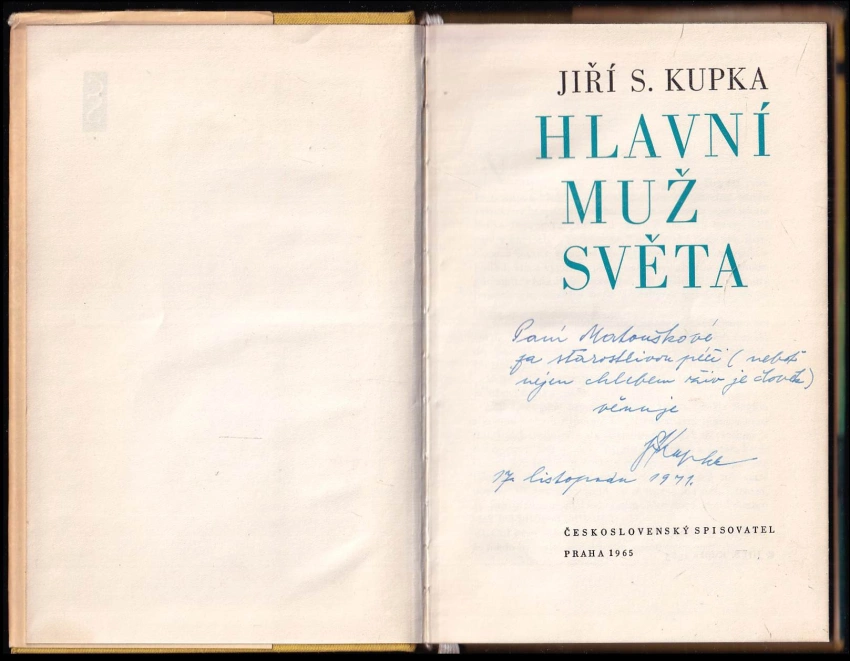 JIŘÍ S. KUPKA
HLAVNÍ
MUŽ
SVĚTA
Paní Matouškové
za starostlivou péči (neboť
nejen chlebem živ je člověk)
věnuje
JSKupka
17. listopadu 1971.
ČESKOSLOVENSKÝ SPISOVATEL
PRAHA 1965